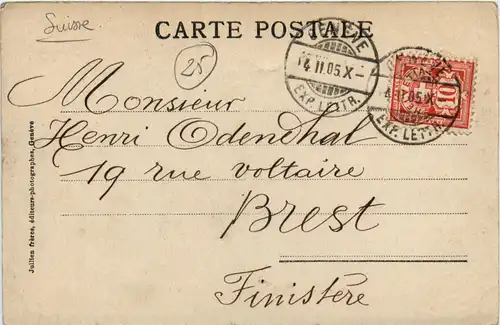 Suisse
CARTE POSTALE
25
GENÈVE
14.II.05.X-
EXP. LETTR.
10
EXP. LETTR.
Monsieur
Henri Odendhal
19 rue voltaire
Brest
Finistère
Jullien frères, éditeurs-photographes, Genève